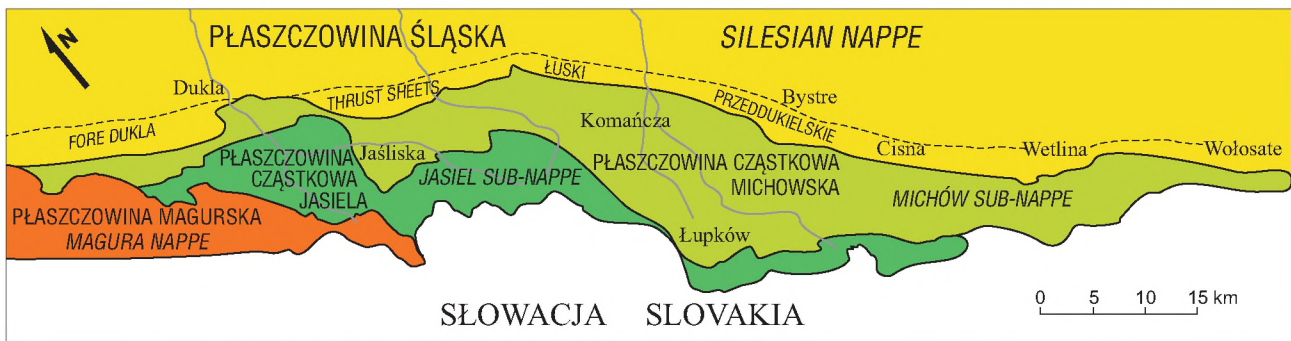 N
PŁASZCZOWINA ŚLĄSKA
SILESIAN NAPPE
Dukla
THRUST SHEETS
ŁUSKI
Bystre
PRZEDDUKIELSKIE
FORE DUKLA
Komańcza
Jaśliska
Cisna
Wetlina
Wołosate
PŁASZCZOWINA
CZĄSTKOWA
JASIELA
JASIEL SUB-NAPPE
PŁASZCZOWINA CZĄSTKOWA
MICHOWSKA
MICHÓW SUB-NAPPE
PŁASZCZOWINA MAGURSKA
MAGURA NAPPE
Łupków
SŁOWACJA SLOVAKIA
0 5 10 15 km